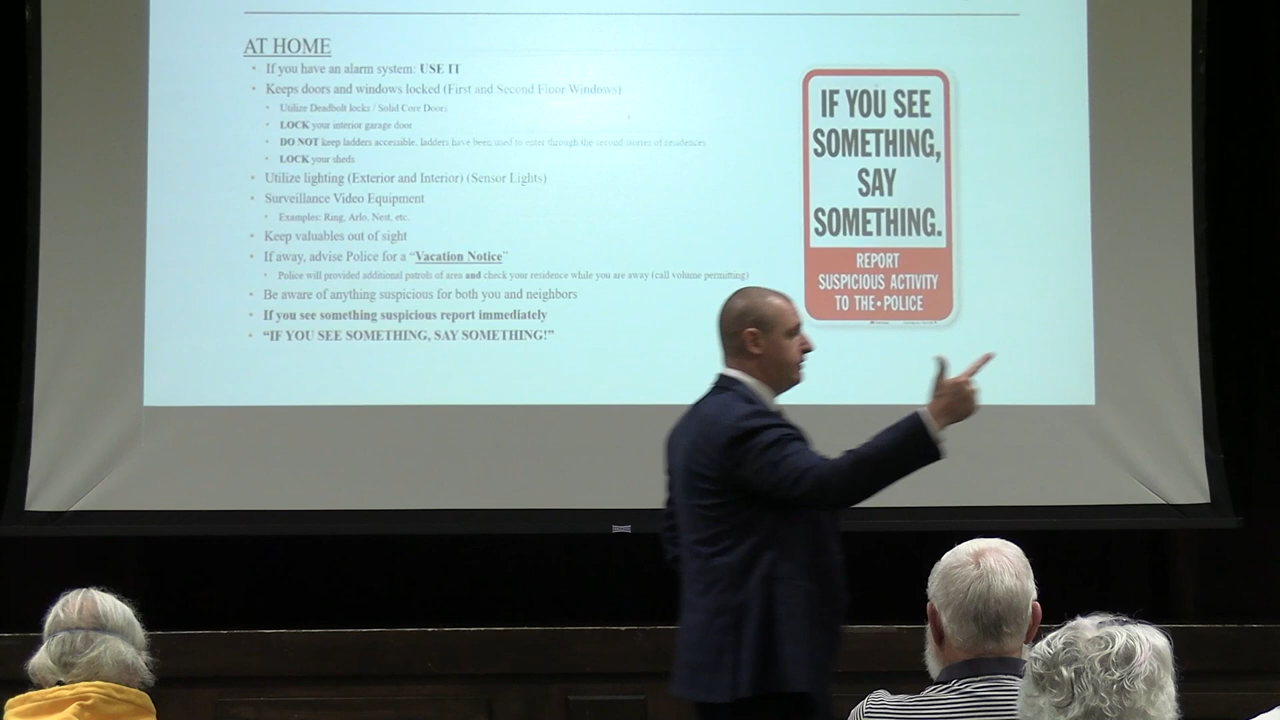 AT HOME
• If you have an alarm system: USE IT
• Keeps doors and windows locked (First and Second Floor Windows)
• Utilize Deadbolt locks / Solid Core Doors
• LOCK your interior garage door
• DO NOT keep ladders accessible, ladders have been used to enter through the second stories of residences
• LOCK your sheds
• Utilize lighting (Exterior and Interior) (Sensor Lights)
• Surveillance Video Equipment
• Examples: Ring, Arlo, Nest, etc.
• Keep valuables out of sight
• If away, advise Police for a “Vacation Notice”
• Police will provided additional patrols of area and check your residence while you are away (call volume permitting)
• Be aware of anything suspicious for both you and neighbors
• If you see something suspicious report immediately
• “IF YOU SEE SOMETHING, SAY SOMETHING!”
IF YOU SEE
SOMETHING,
SAY
SOMETHING.
REPORT
SUSPICIOUS ACTIVITY
TO THE•POLICE